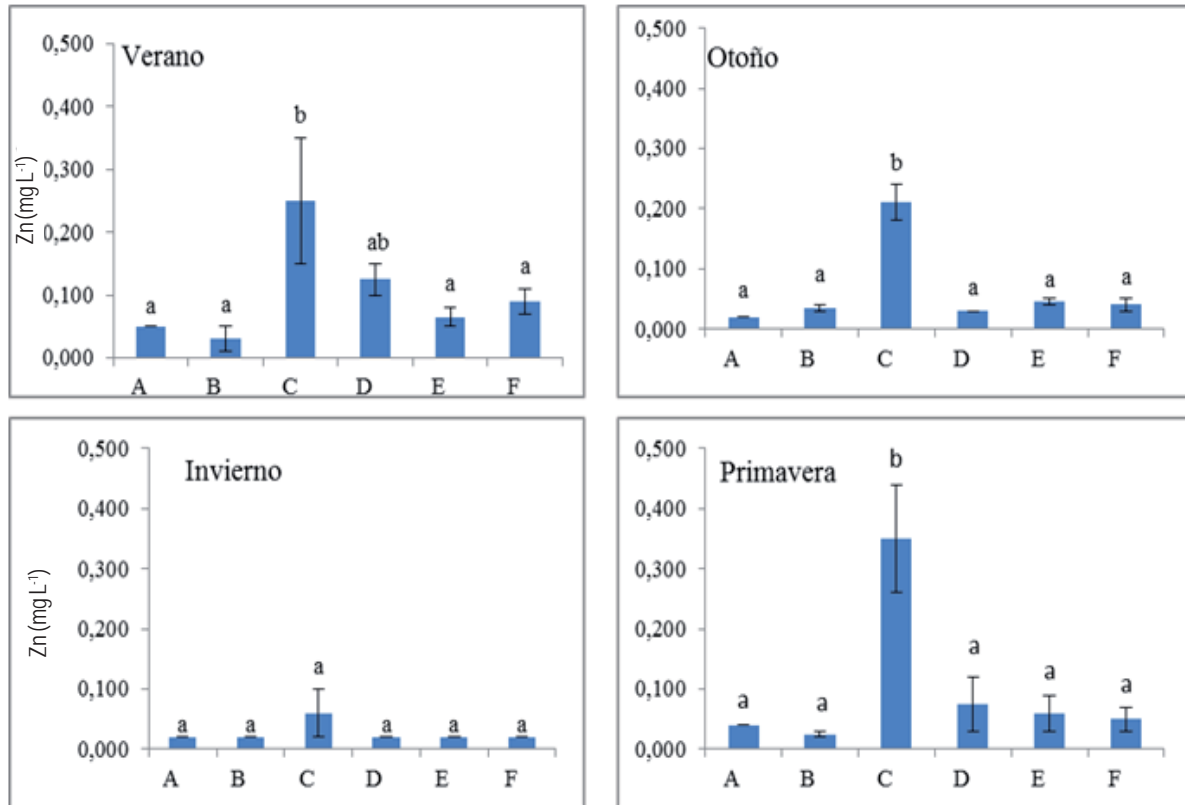 Verano
Zn (mg L⁻¹)
0,500
0,400
0,300
0,200
0,100
0,000
a
a
b
ab
a
a
A B C D E F
Otoño
0,500
0,400
0,300
0,200
0,100
0,000
a
a
b
a
a
a
A B C D E F
Invierno
Zn (mg L⁻¹)
0,500
0,400
0,300
0,200
0,100
0,000
a
a
a
a
a
a
A B C D E F
Primavera
0,500
0,400
0,300
0,200
0,100
0,000
a
a
b
a
a
a
A B C D E F